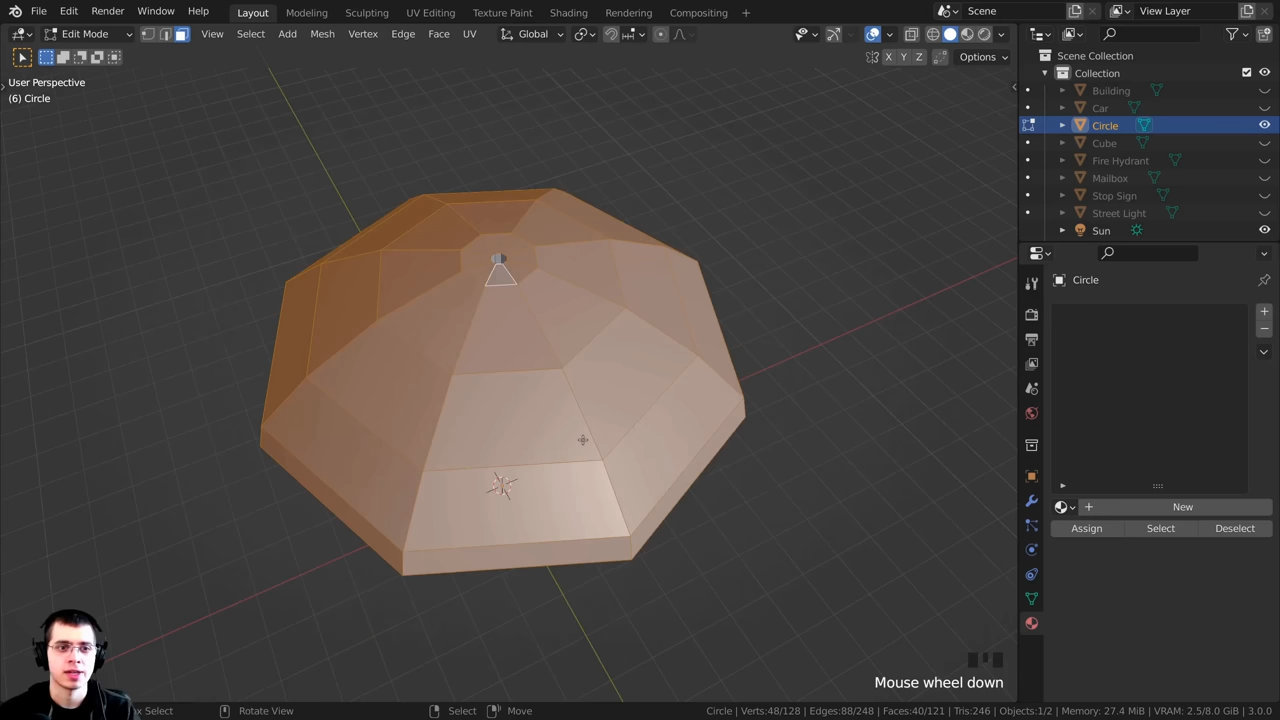 File Edit Render Window Help Layout Modeling Sculpting UV Editing Texture Paint Shading Rendering Compositing + Scene View Layer
Edit Mode View Select Add Mesh Vertex Edge Face UV Global
X Y Z Options
User Perspective
(6) Circle
Scene Collection
Collection
Building
Car
Circle
Cube
Fire Hydrant
Mailbox
Stop Sign
Street Light
Sun
Circle
+
−
+ New
Assign Select Deselect
Mouse wheel down
x Select Rotate View Select Move Circle | Verts:48/128 | Edges:88/248 | Faces:40/121 | Tris:246 | Objects:1/2 | Memory: 27.4 MiB | VRAM: 2.5/8.0 GiB | 3.0.0